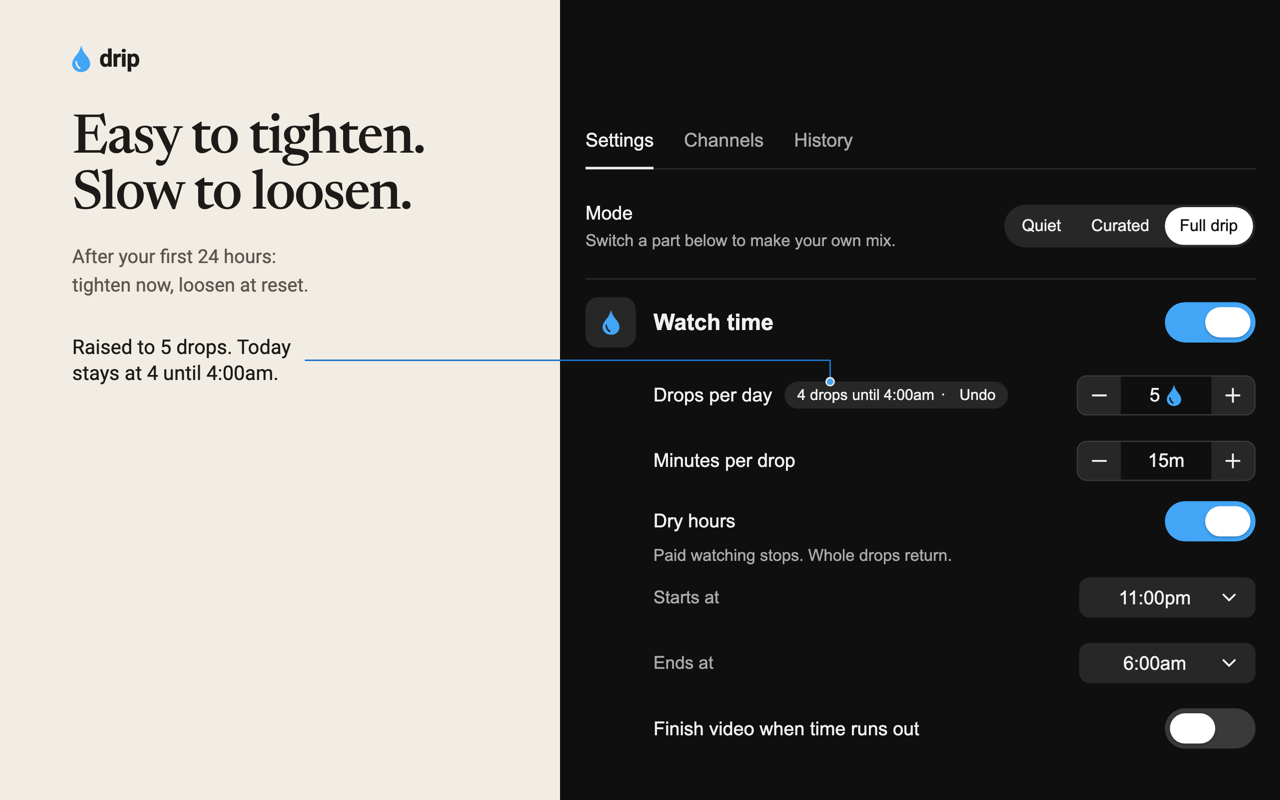 drip
Easy to tighten.
Slow to loosen.
After your first 24 hours:
tighten now, loosen at reset.
Raised to 5 drops. Today
stays at 4 until 4:00am.
Settings Channels History
Mode
Switch a part below to make your own mix.
Quiet Curated Full drip
Watch time
Drops per day 4 drops until 4:00am · Undo − 5 +
Minutes per drop − 15m +
Dry hours
Paid watching stops. Whole drops return.
Starts at 11:00pm
Ends at 6:00am
Finish video when time runs out